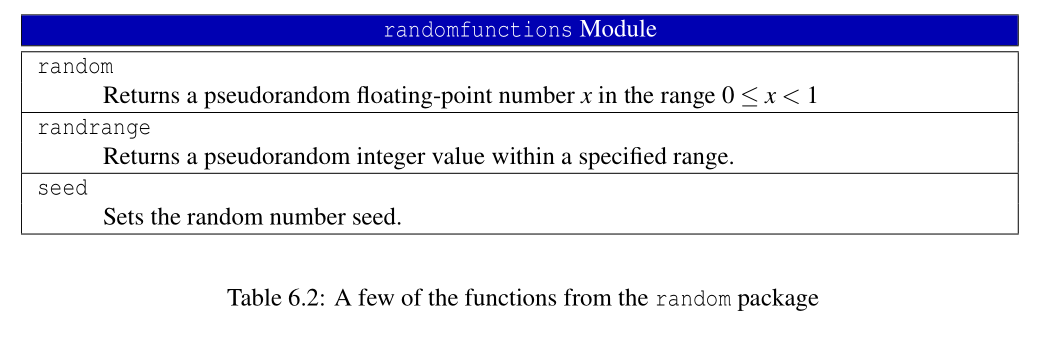 randomfunctions Module
random
Returns a pseudorandom floating-point number x in the range 0 ≤ x < 1
randrange
Returns a pseudorandom integer value within a specified range.
seed
Sets the random number seed.
Table 6.2: A few of the functions from the random package